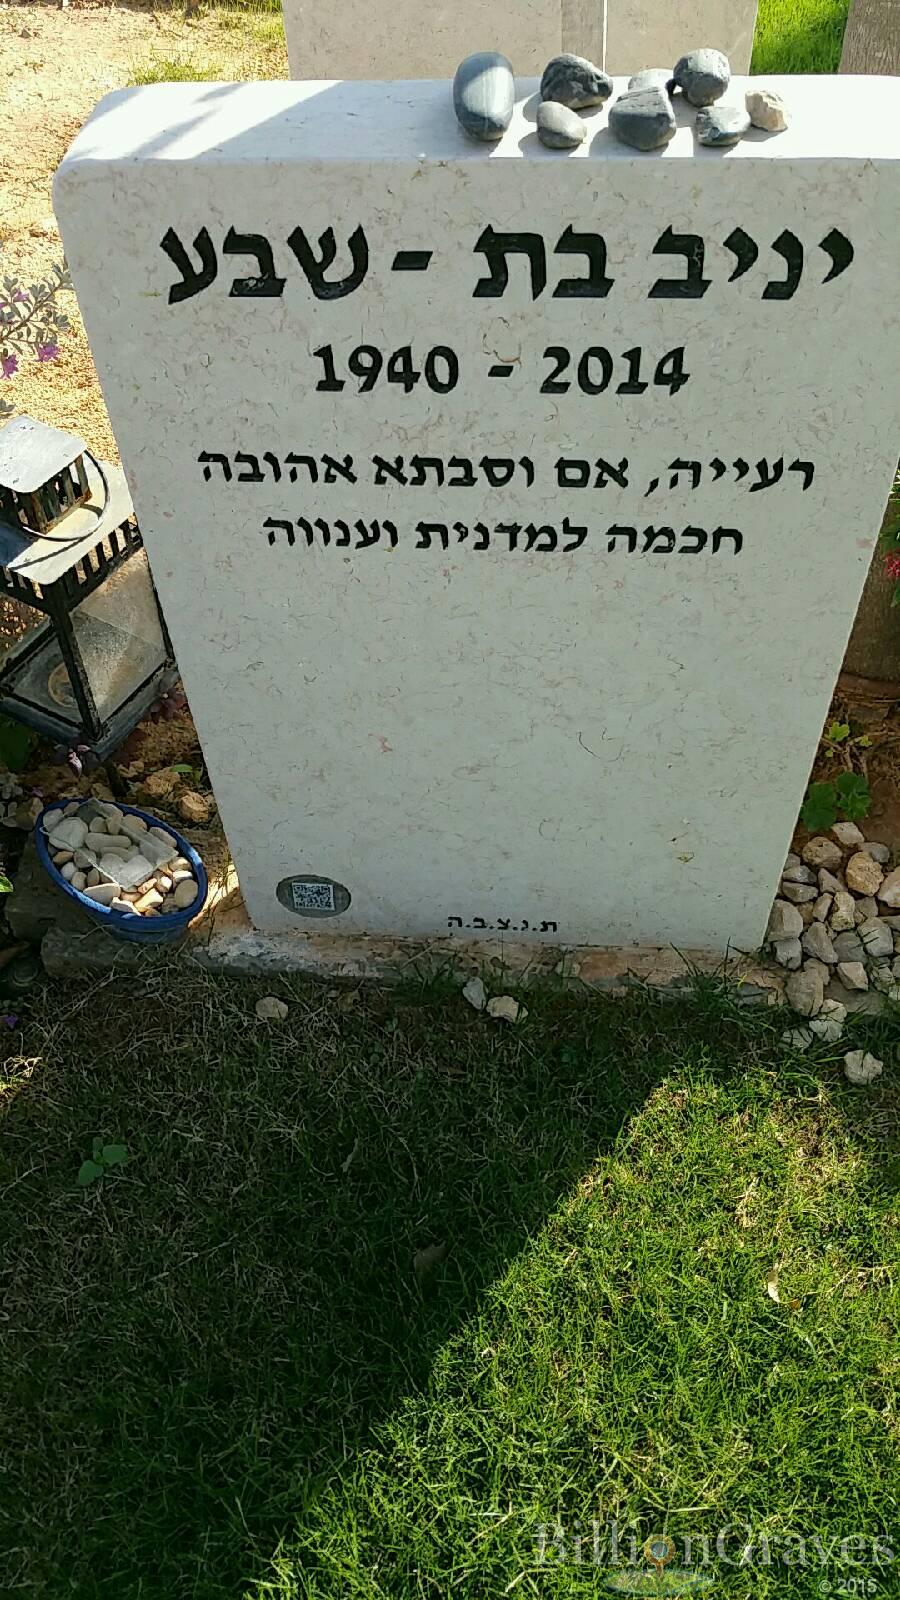 יניב בת - שבע
1940 - 2014
רעייה, אם וסבתא אהובה
חכמה למדנית וענווה
ת.נ.צ.ב.ה
BillionGraves
© 2015